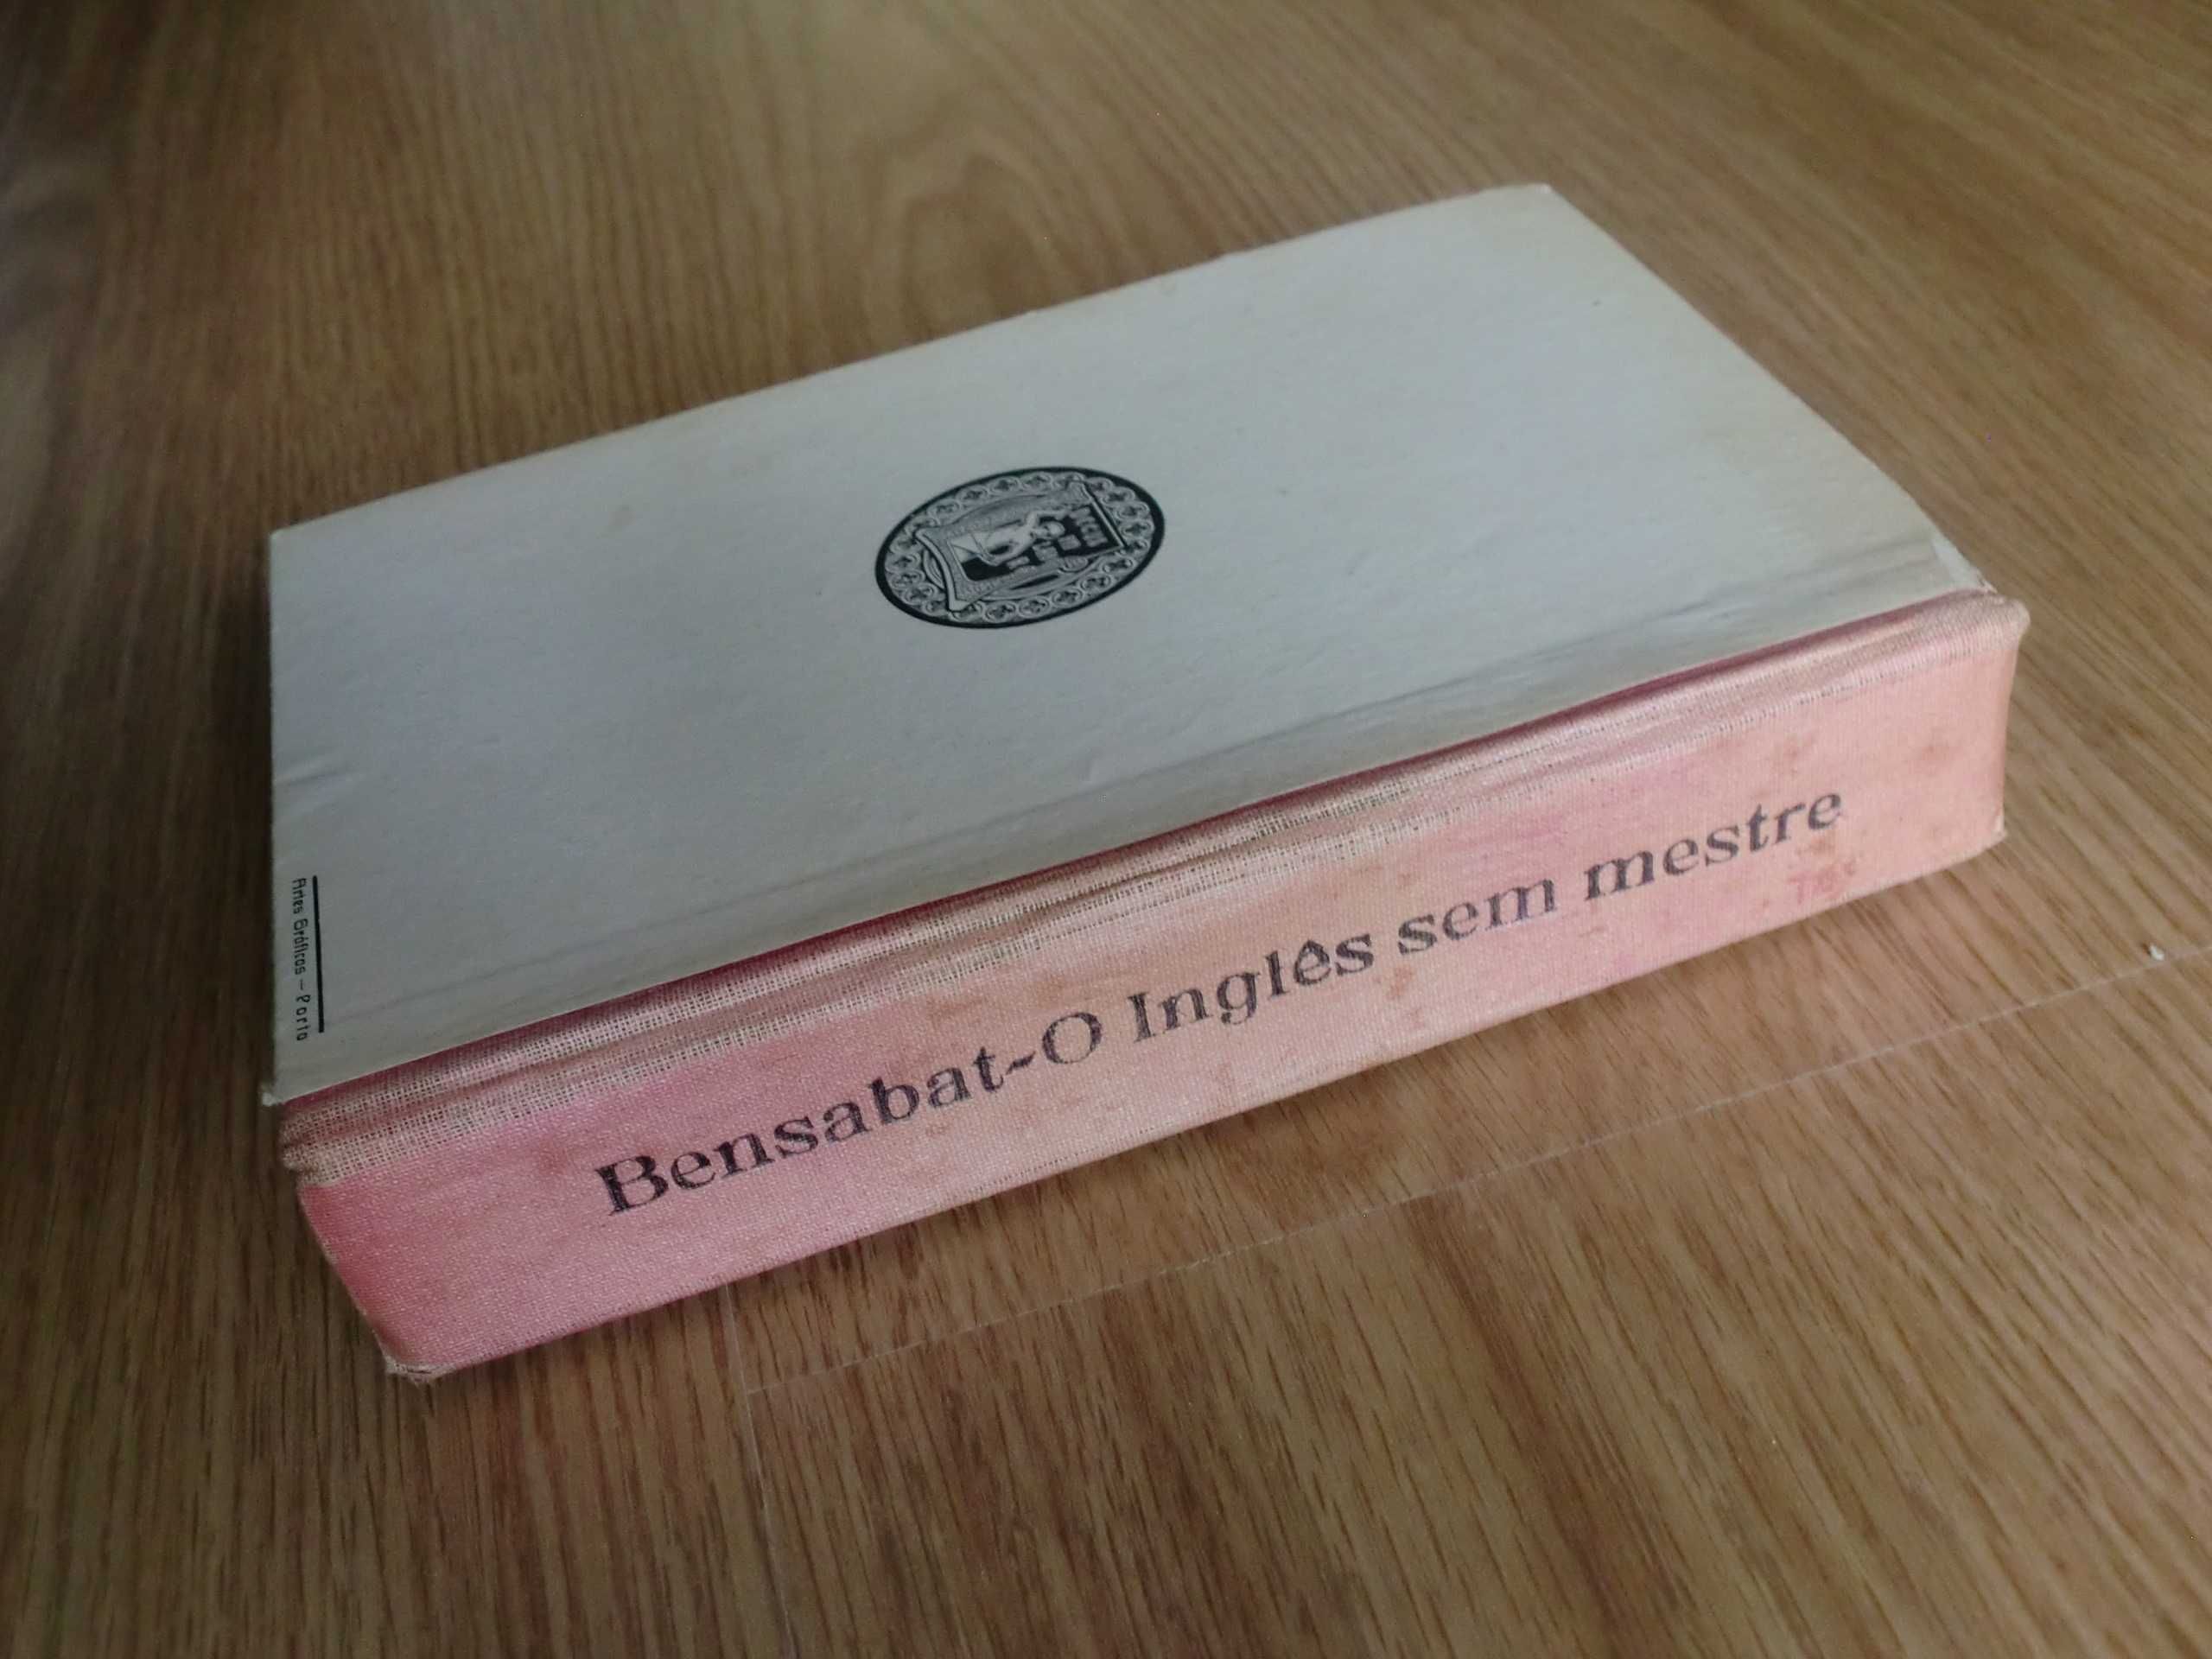 Artes Gráficas — Porto
Bensabat-O Inglês sem mestre